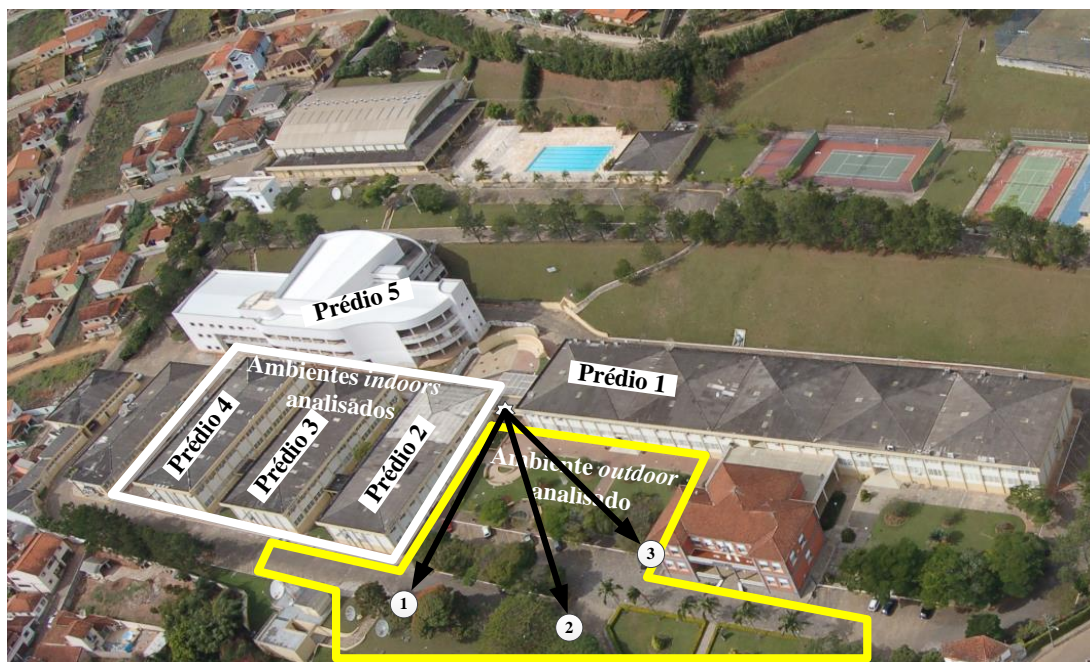 Prédio 5
Ambientes indoors
analisados
Prédio 1
Prédio 4
Prédio 3
Prédio 2
Ambiente outdoor
analisado
3
1
2